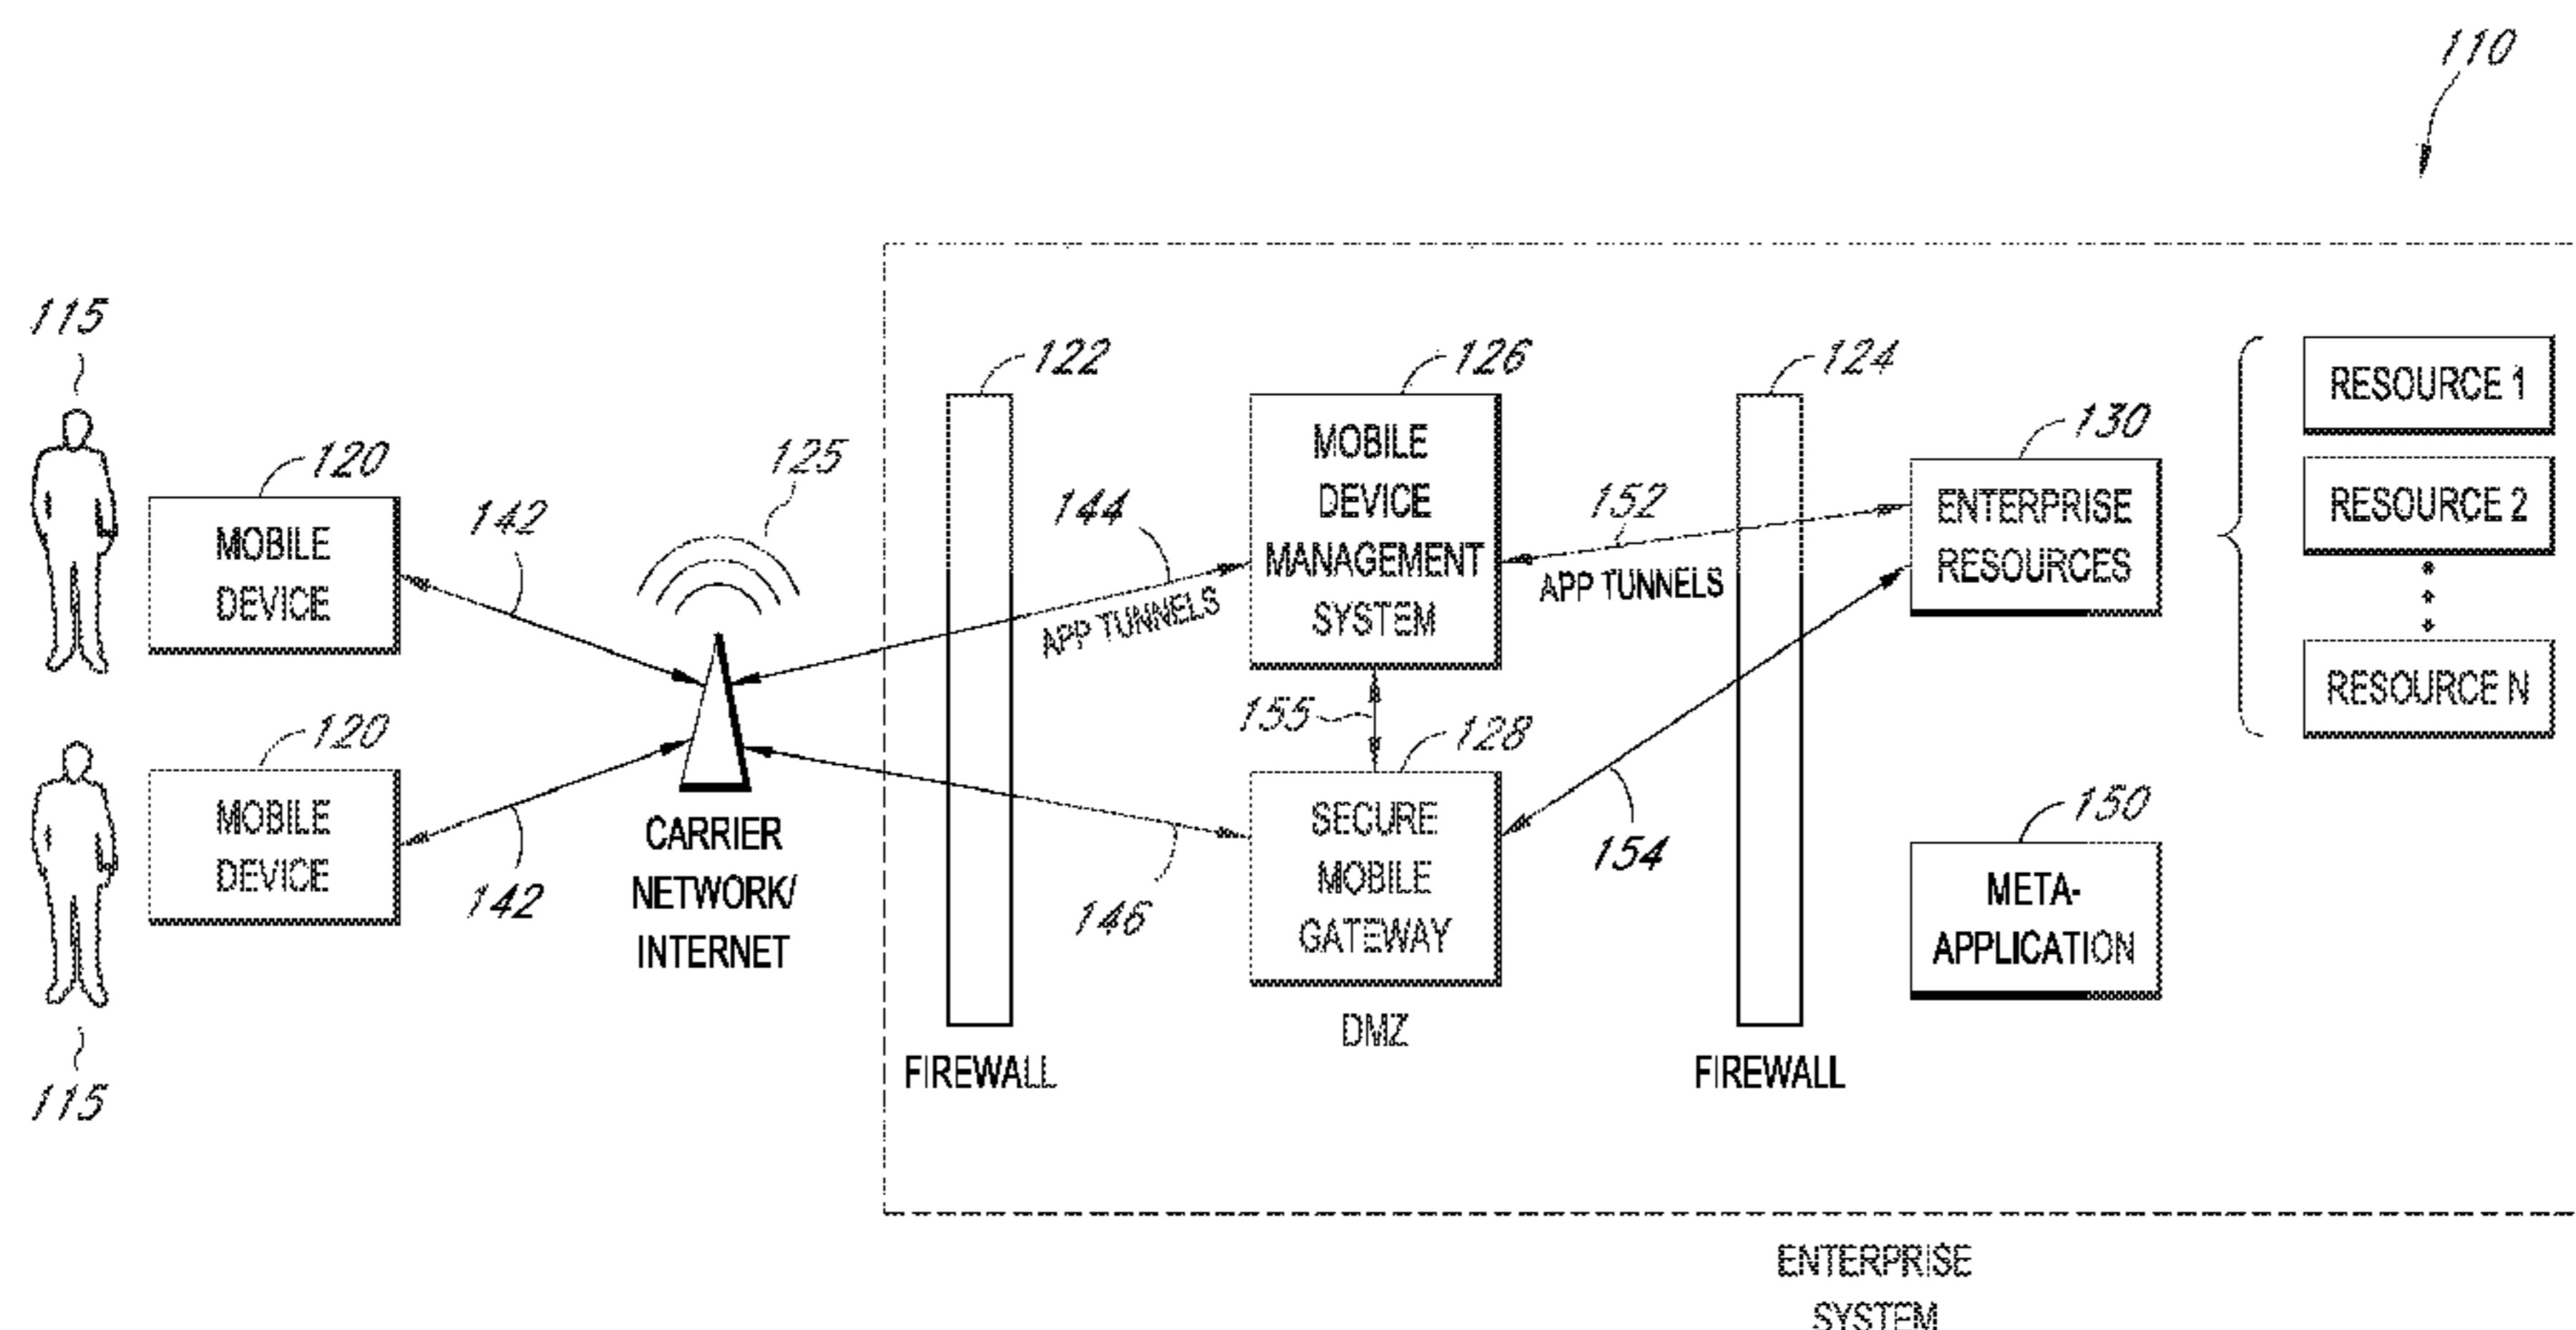 110
115
120
MOBILE
DEVICE
142
115
120
MOBILE
DEVICE
142
125
CARRIER
NETWORK/
INTERNET
122
FIREWALL
144
APP TUNNELS
146
126
MOBILE
DEVICE
MANAGEMENT
SYSTEM
155
128
SECURE
MOBILE
GATEWAY
DMZ
152
APP TUNNELS
154
124
FIREWALL
130
ENTERPRISE
RESOURCES
RESOURCE 1
RESOURCE 2
RESOURCE N
150
META-
APPLICATION
ENTERPRISE
SYSTEM